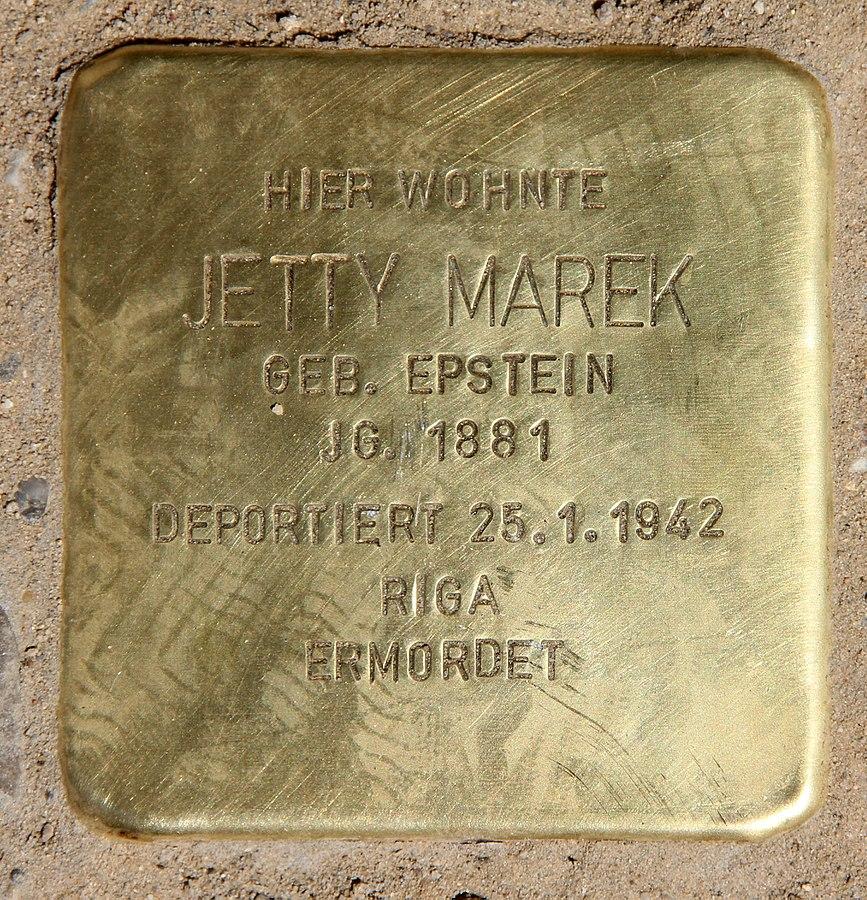 HIER WOHNTE
JETTY MAREK
GEB. EPSTEIN
JG. 1881
DEPORTIERT 25.1.1942
RIGA
ERMORDET